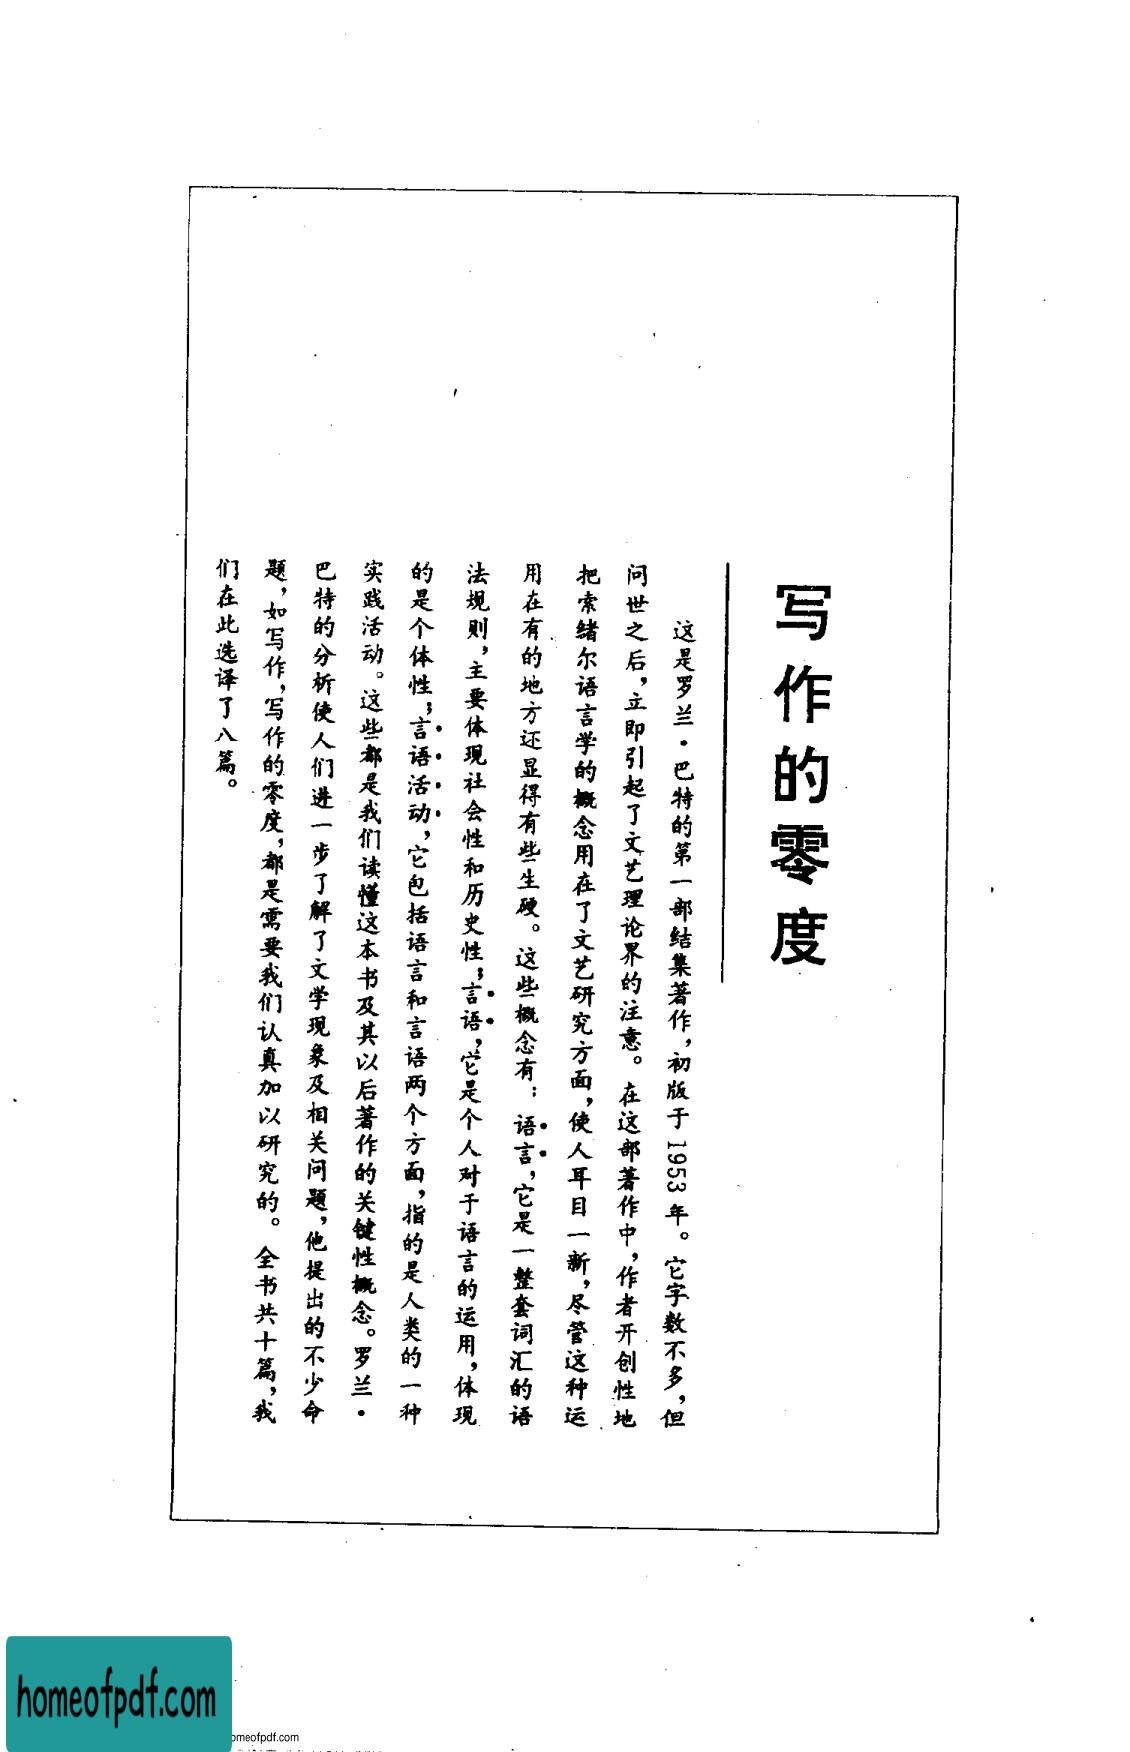 写作的零度
这是罗兰·巴特的第一部结集著作，初版于1953年。它字数不多，但
问世之后，立即引起了文艺理论界的注意。在这部著作中，作者开创性地
把索绪尔语言学的概念用在了文艺研究方面，使人耳目一新，尽管这种运
用在有的地方还显得有些生硬。这些概念有：语言，它是一整套词汇的语
法规则，主要体现社会性和历史性；言语，它是个人对于语言的运用，体现
的是个体性；言语活动，它包括语言和言语两个方面，指的是人类的一种
实践活动。这些都是我们读懂这本书及其以后著作的关键性概念。罗兰·
巴特的分析使人们进一步了解了文学现象及相关问题，他提出的不少命
题，如写作，写作的零度，都是需要我们认真加以研究的。全书共十篇，我
们在此选译了八篇。
homeofpdf.com
omeofpdf.com